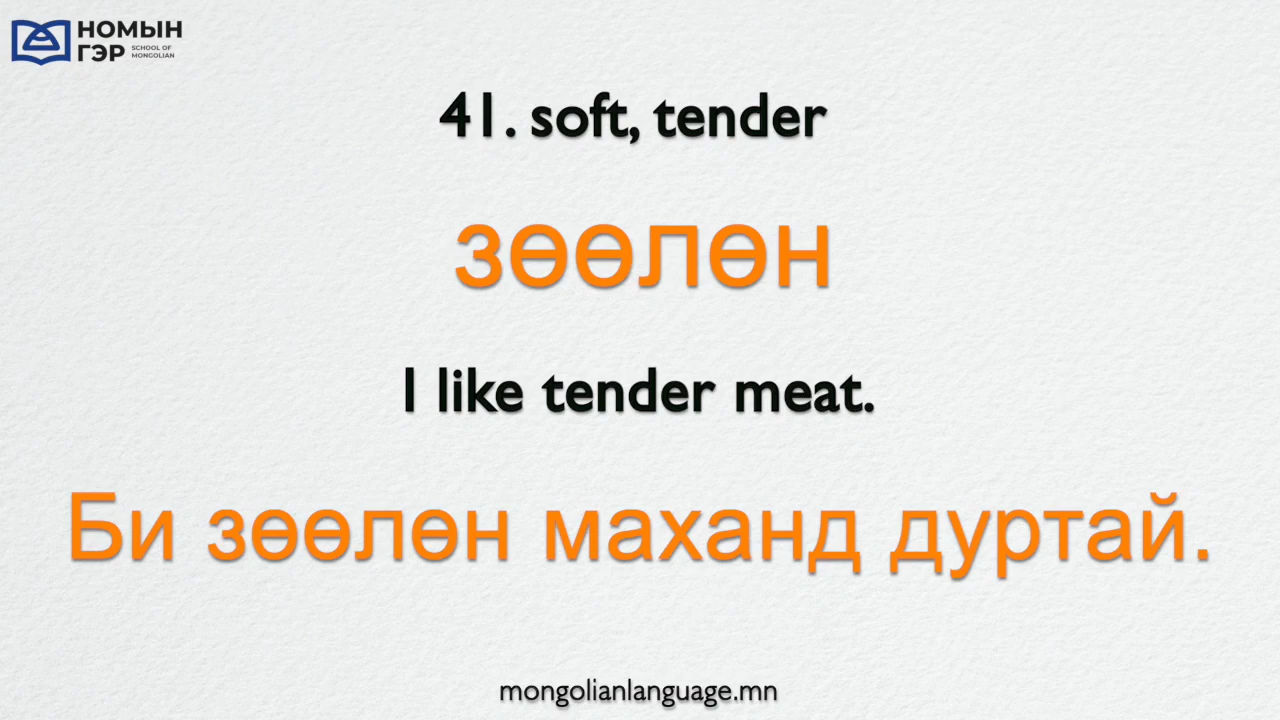 НОМЫН
ГЭР SCHOOL OF
MONGOLIAN
41. soft, tender
зөөлөн
I like tender meat.
Би зөөлөн маханд дуртай.
mongolianlanguage.mn